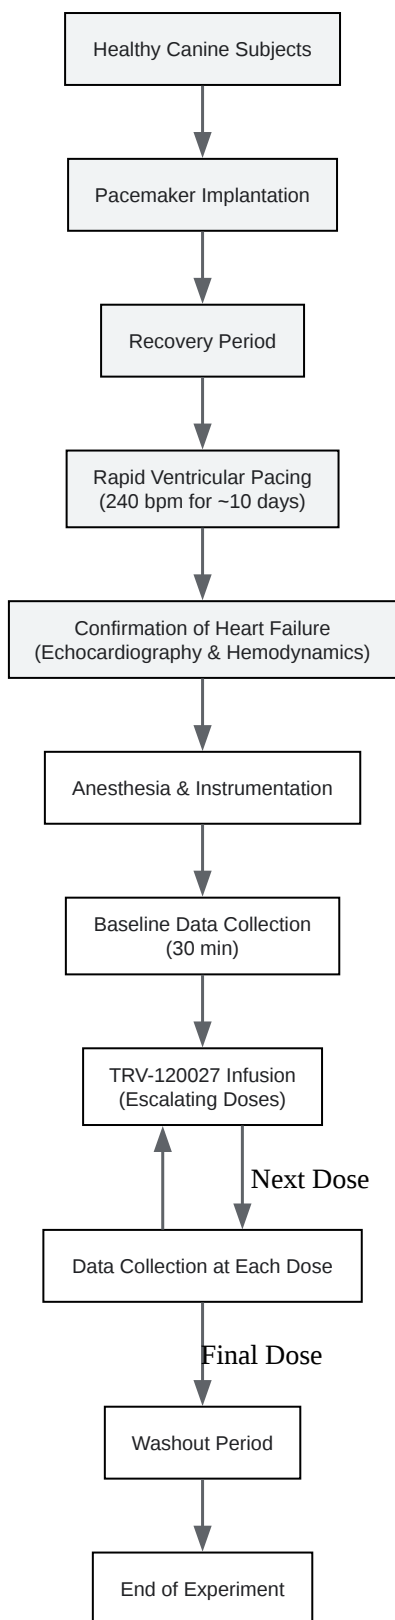 Healthy Canine Subjects
Pacemaker Implantation
Recovery Period
Rapid Ventricular Pacing
(240 bpm for ~10 days)
Confirmation of Heart Failure
(Echocardiography & Hemodynamics)
Anesthesia & Instrumentation
Baseline Data Collection
(30 min)
TRV-120027 Infusion
(Escalating Doses)
Next Dose
Data Collection at Each Dose
Final Dose
Washout Period
End of Experiment